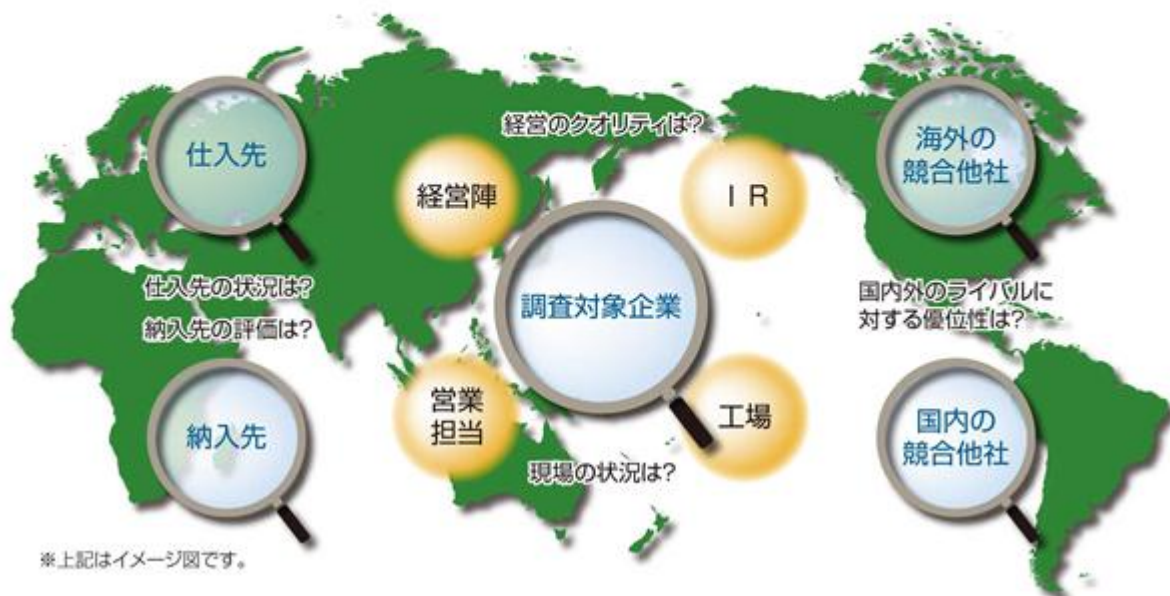 経営のクオリティは?
仕入先
経営陣
I R
海外の
競合他社
調査対象企業
仕入先の状況は?
納入先の評価は?
国内外のライバルに
対する優位性は?
納入先
営業
担当
工場
国内の
競合他社
現場の状況は?
※上記はイメージ図です。